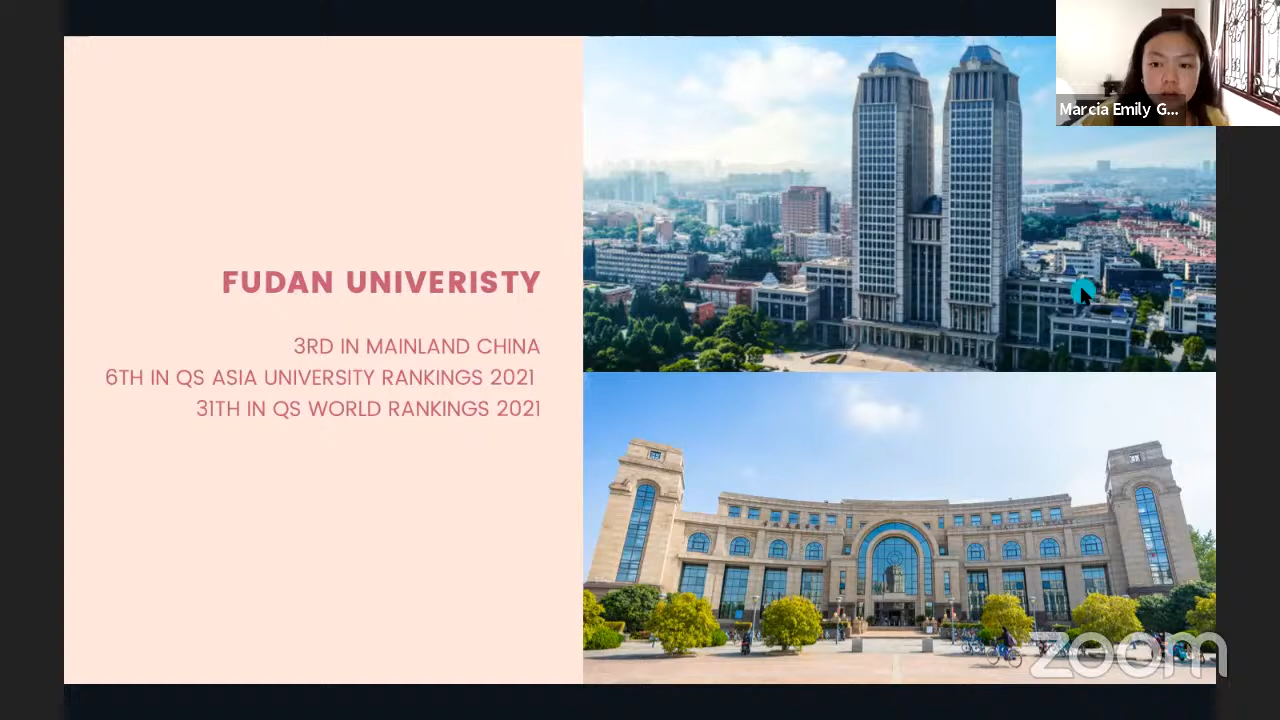 FUDAN UNIVERISTY
3RD IN MAINLAND CHINA
6TH IN QS ASIA UNIVERSITY RANKINGS 2021
31TH IN QS WORLD RANKINGS 2021
Marcia Emily G...
zoom